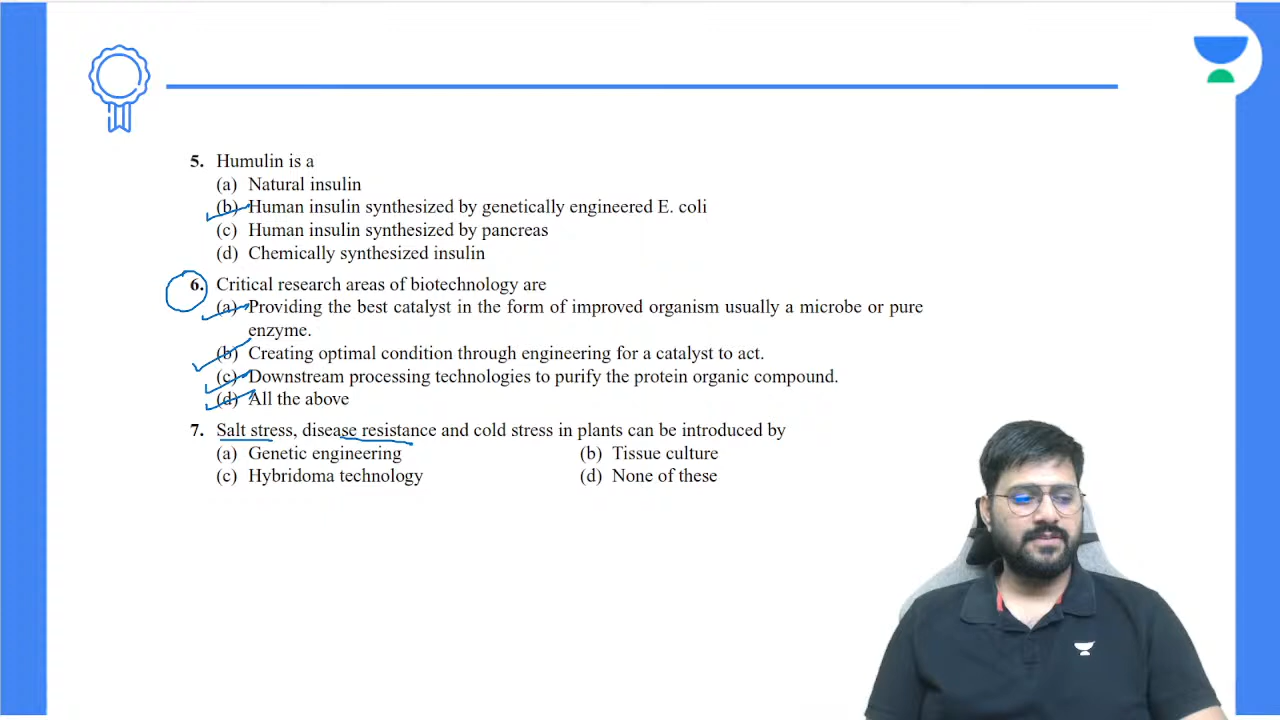 5. Humulin is a
(a) Natural insulin
(b) Human insulin synthesized by genetically engineered E. coli
(c) Human insulin synthesized by pancreas
(d) Chemically synthesized insulin
6. Critical research areas of biotechnology are
(a) Providing the best catalyst in the form of improved organism usually a microbe or pure
enzyme.
(b) Creating optimal condition through engineering for a catalyst to act.
(c) Downstream processing technologies to purify the protein organic compound.
(d) All the above
7. Salt stress, disease resistance and cold stress in plants can be introduced by
(a) Genetic engineering (b) Tissue culture
(c) Hybridoma technology (d) None of these